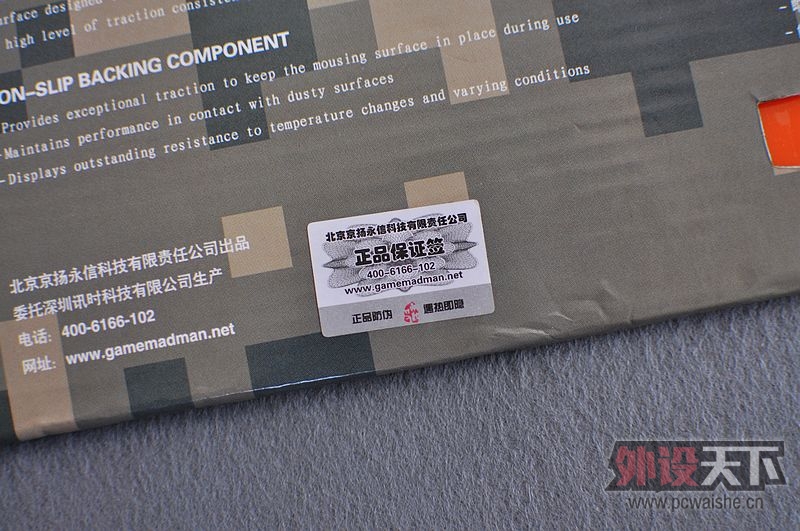 surface designed
high level of traction consiste
ON-SLIP BACKING COMPONENT
-Provides exceptional traction to keep the mousing surface in place during use
-Maintains performance in contact with dusty surfaces
-Displays outstanding resistance to temperature changes and varying conditions
北京京扬永信科技有限责任公司出品
委托深圳讯时科技有限公司生产
电话: 400-6166-102
网址: www.gamemadman.net
北京京扬永信科技有限责任公司
正品保证签
400-6166-102
www.gamemadman.net
正品防伪 遇热即隐
外设天下
www.pcwaishe.cn